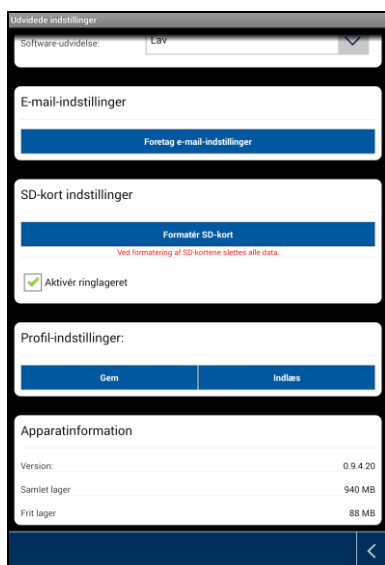 Udvidede indstillinger
Software-udvidelse:
Lav
E-mail-indstillinger
Foretag e-mail-indstillinger
SD-kort indstillinger
Formatér SD-kort
Ved formatering af SD-kortene slettes alle data.
Aktivér ringlageret
Profil-indstillinger:
Gem
Indlæs
Apparatinformation
Version: 0.9.4.20
Samlet lager 940 MB
Frit lager 88 MB